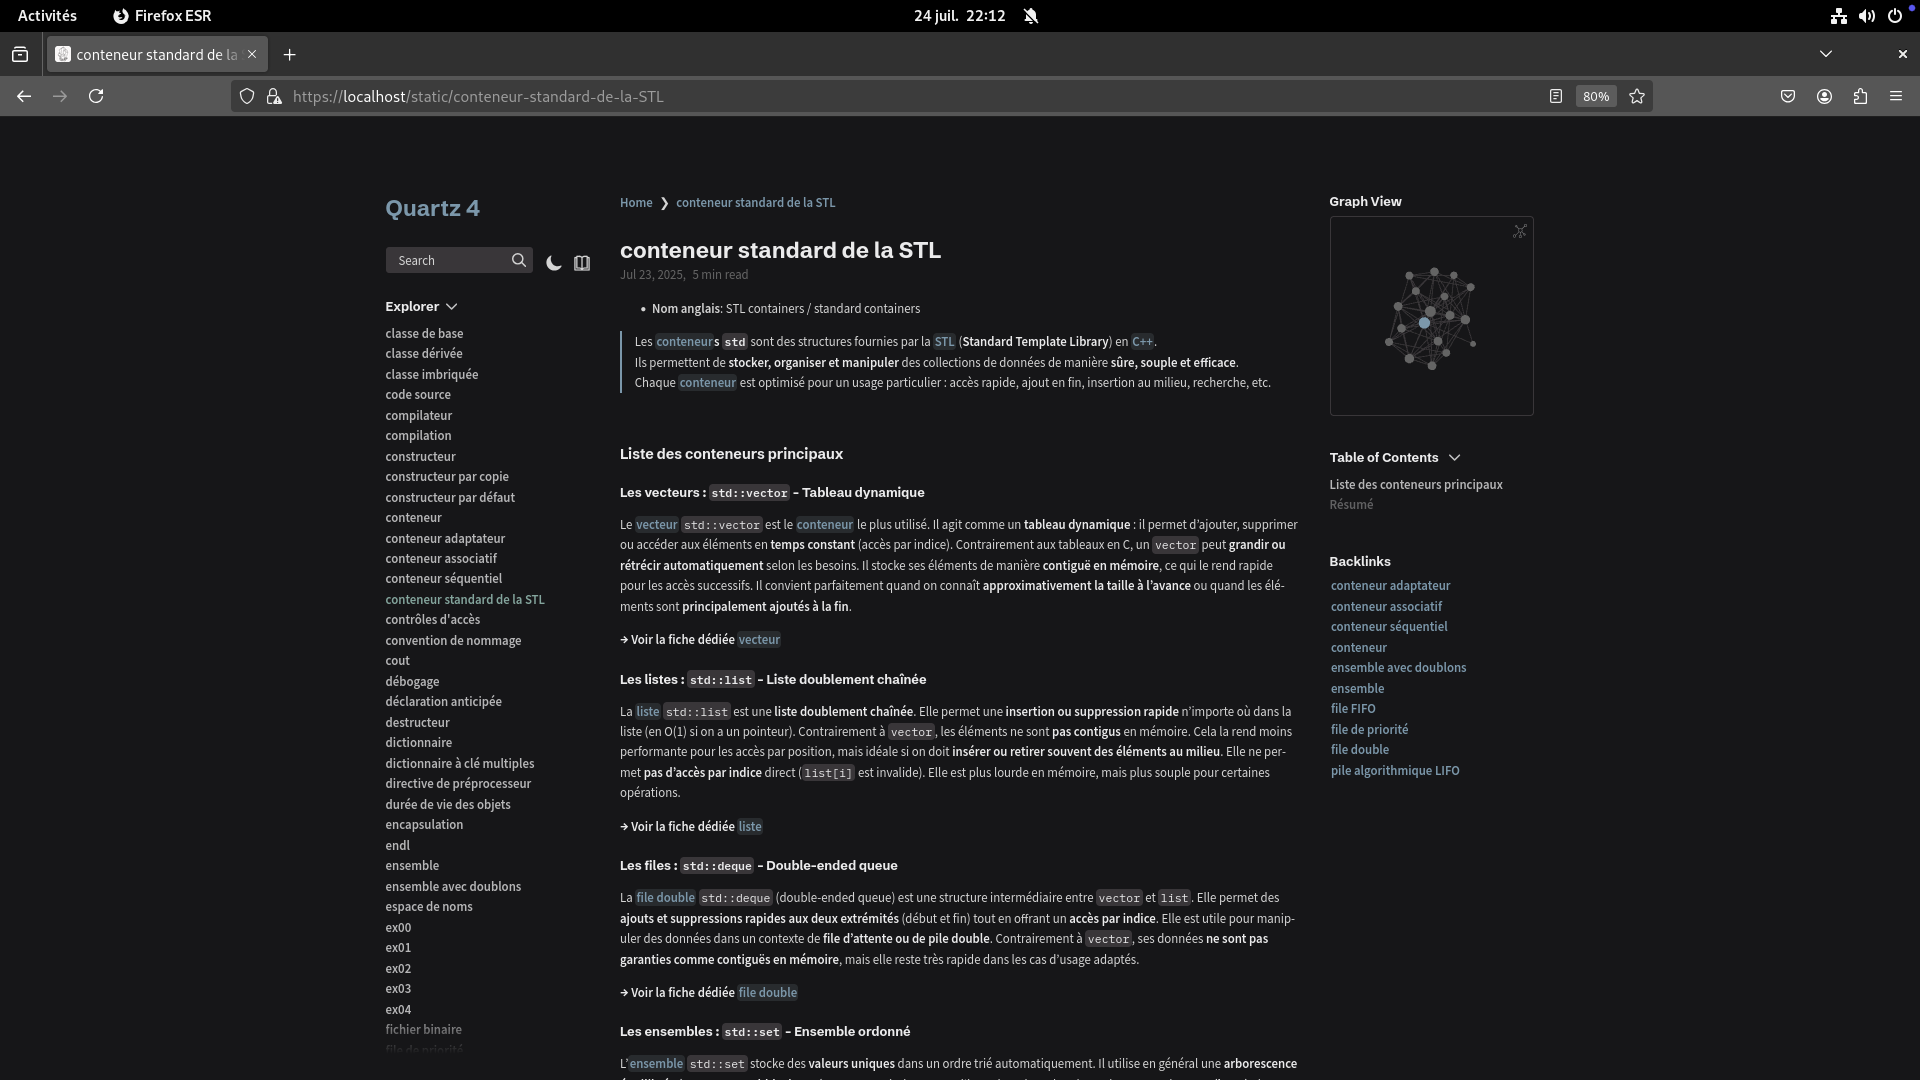 Activités
Firefox ESR
24 juil. 22:12
conteneur standard de la
https://localhost/static/conteneur-standard-de-la-STL
80%
Quartz 4
Search
Explorer
classe de base
classe dérivée
classe imbriquée
code source
compilateur
compilation
constructeur
constructeur par copie
constructeur par défaut
conteneur
conteneur adaptateur
conteneur associatif
conteneur séquentiel
conteneur standard de la STL
contrôles d'accès
convention de nommage
cout
débogage
déclaration anticipée
destructeur
dictionnaire
dictionnaire à clé multiples
directive de préprocesseur
durée de vie des objets
encapsulation
endl
ensemble
ensemble avec doublons
espace de noms
ex00
ex01
ex02
ex03
ex04
fichier binaire
file de priorité
Home ❯ conteneur standard de la STL
conteneur standard de la STL
Jul 23, 2025, 5 min read
• Nom anglais: STL containers / standard containers
Les conteneurs std sont des structures fournies par la STL (Standard Template Library) en C++.
Ils permettent de stocker, organiser et manipuler des collections de données de manière sûre, souple et efficace.
Chaque conteneur est optimisé pour un usage particulier : accès rapide, ajout en fin, insertion au milieu, recherche, etc.
Liste des conteneurs principaux
Les vecteurs : std::vector – Tableau dynamique
Le vecteur std::vector est le conteneur le plus utilisé. Il agit comme un tableau dynamique : il permet d’ajouter, supprimer
ou accéder aux éléments en temps constant (accès par indice). Contrairement aux tableaux en C, un vector peut grandir ou
rétrécir automatiquement selon les besoins. Il stocke ses éléments de manière contiguë en mémoire, ce qui le rend rapide
pour les accès successifs. Il convient parfaitement quand on connaît approximativement la taille à l’avance ou quand les élé-
ments sont principalement ajoutés à la fin.
→ Voir la fiche dédiée vecteur
Les listes : std::list – Liste doublement chaînée
La liste std::list est une liste doublement chaînée. Elle permet une insertion ou suppression rapide n’importe où dans la
liste (en O(1) si on a un pointeur). Contrairement à vector, les éléments ne sont pas contigus en mémoire. Cela la rend moins
performante pour les accès par position, mais idéale si on doit insérer ou retirer souvent des éléments au milieu. Elle ne per-
met pas d’accès par indice direct (list[i] est invalide). Elle est plus lourde en mémoire, mais plus souple pour certaines
opérations.
→ Voir la fiche dédiée liste
Les files : std::deque – Double-ended queue
La file double std::deque (double-ended queue) est une structure intermédiaire entre vector et list. Elle permet des
ajouts et suppressions rapides aux deux extrémités (début et fin) tout en offrant un accès par indice. Elle est utile pour manip-
uler des données dans un contexte de file d’attente ou de pile double. Contrairement à vector, ses données ne sont pas
garanties comme contiguës en mémoire, mais elle reste très rapide dans les cas d’usage adaptés.
→ Voir la fiche dédiée file double
Les ensembles : std::set – Ensemble ordonné
L’ensemble std::set stocke des valeurs uniques dans un ordre trié automatiquement. Il utilise en général une arborescence
Graph View
Table of Contents
Liste des conteneurs principaux
Résumé
Backlinks
conteneur adaptateur
conteneur associatif
conteneur séquentiel
conteneur
ensemble avec doublons
ensemble
file FIFO
file de priorité
file double
pile algorithmique LIFO